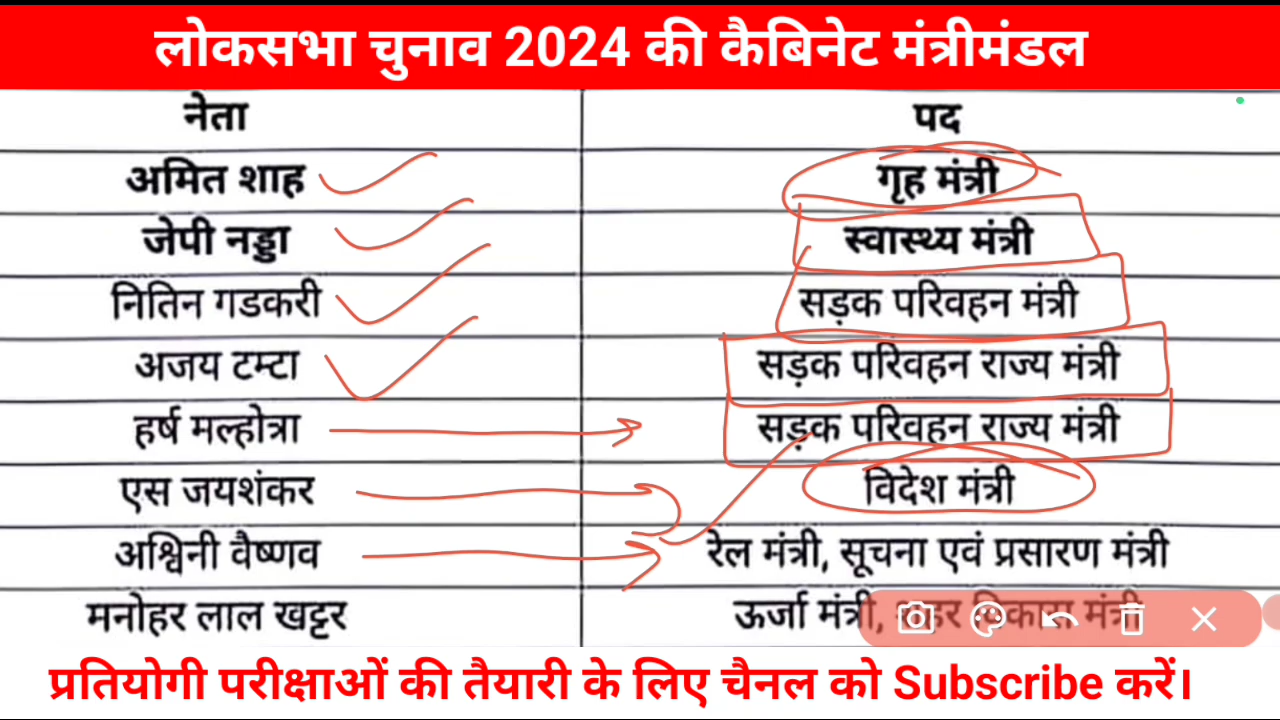 लोकसभा चुनाव 2024 की कैबिनेट मंत्रीमंडल
नेता पद
अमित शाह गृह मंत्री
जेपी नड्डा स्वास्थ्य मंत्री
नितिन गडकरी सड़क परिवहन मंत्री
अजय टम्टा सड़क परिवहन राज्य मंत्री
हर्ष मल्होत्रा सड़क परिवहन राज्य मंत्री
एस जयशंकर विदेश मंत्री
अश्विनी वैष्णव रेल मंत्री, सूचना एवं प्रसारण मंत्री
मनोहर लाल खट्टर ऊर्जा मंत्री, शहर विकास मंत्री
प्रतियोगी परीक्षाओं की तैयारी के लिए चैनल को Subscribe करें।